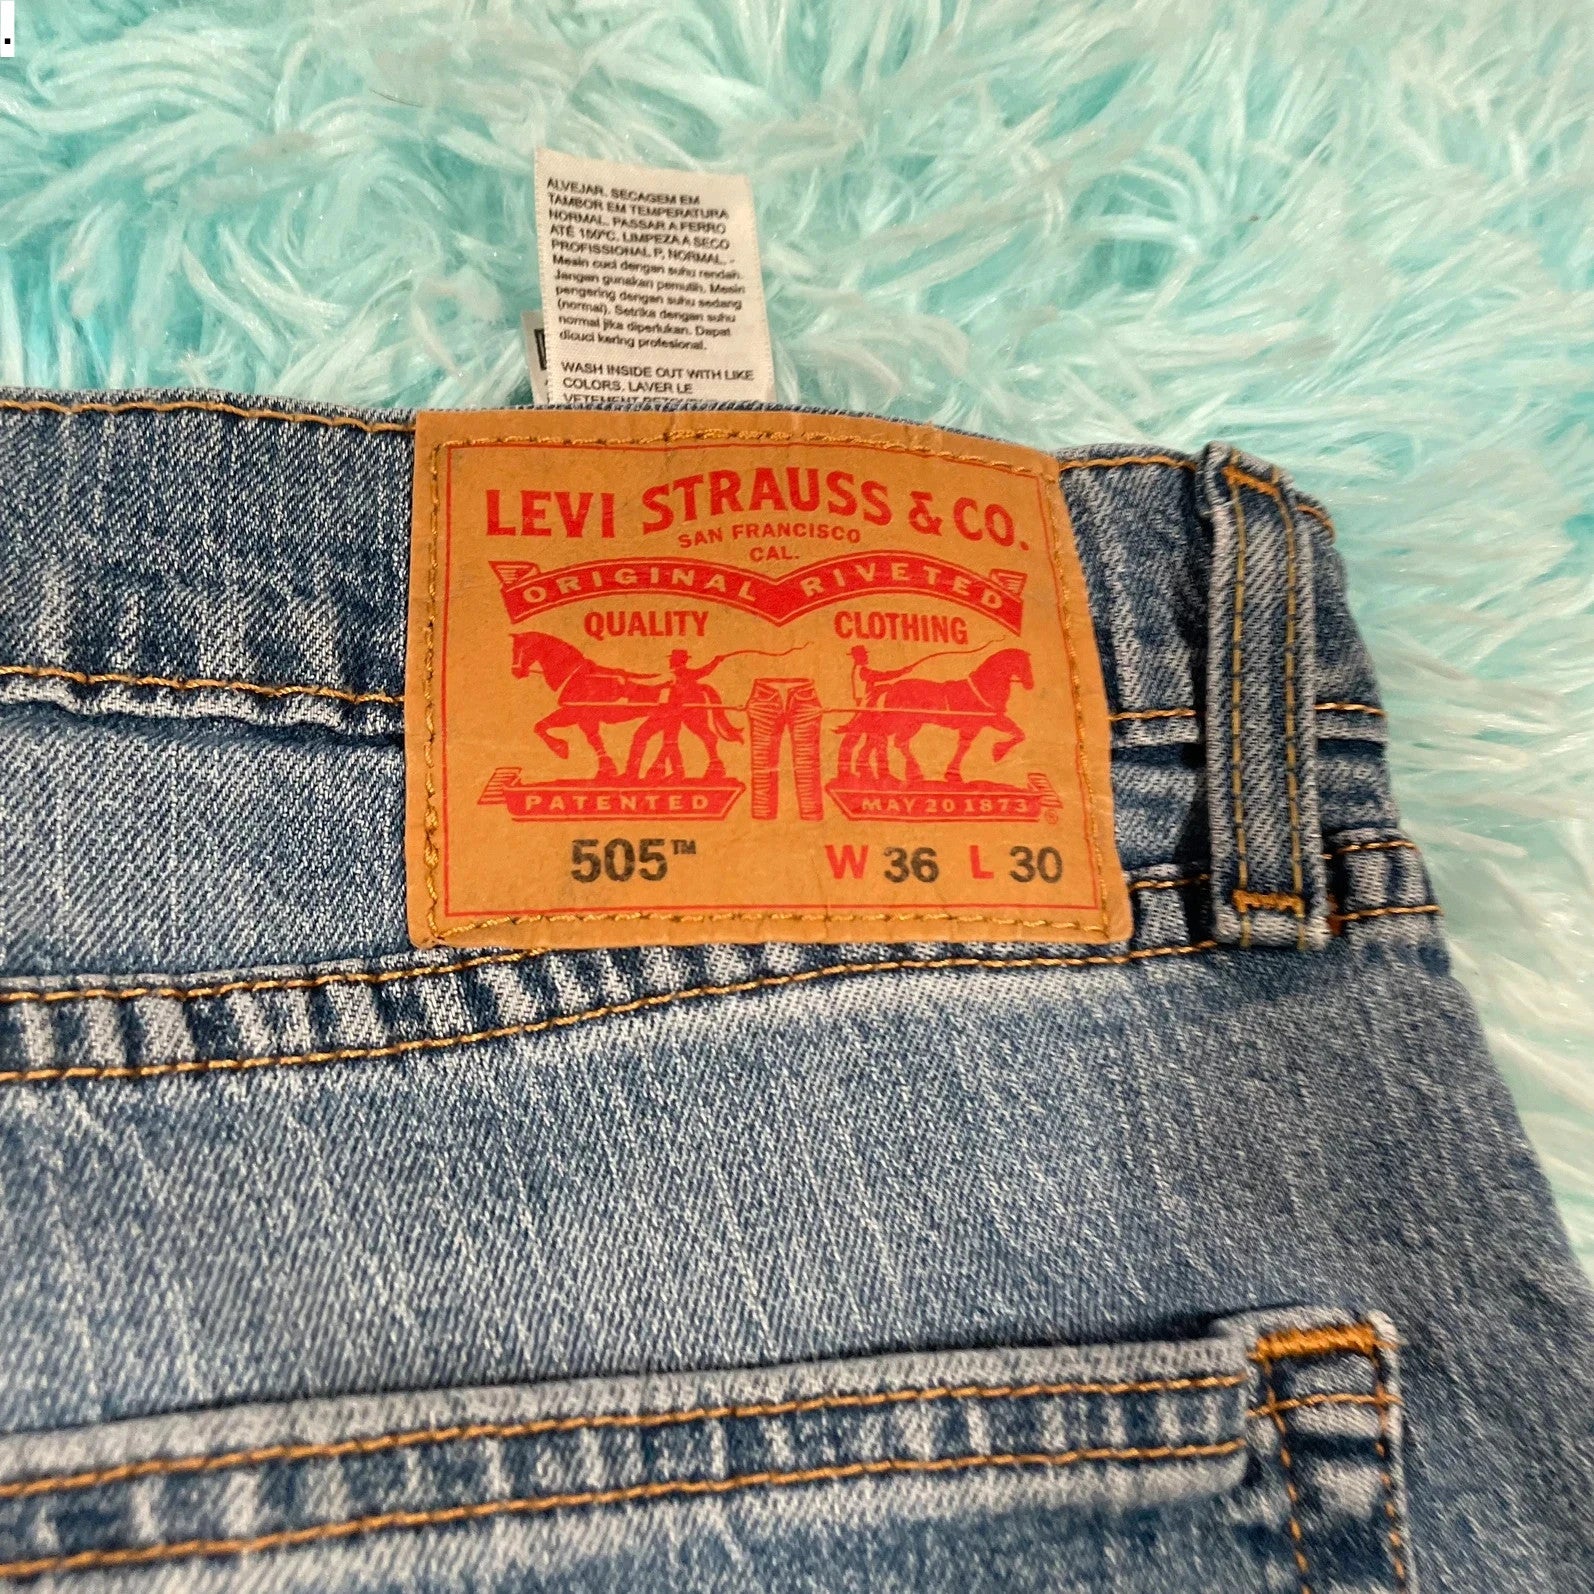 .
ALVEJAR. SECAGEM EM
TAMBOR EM TEMPERATURA
NORMAL. PASSAR A FERRO
ATÉ 150°C. LIMPEZA A SECO
PROFISSIONAL P, NORMAL. -
Mesin cuci dengan suhu rendah.
Jangan gunakan pemutih. Mesin
pengering dengan suhu sedang
(normal). Setrika dengan suhu
normal jika diperlukan. Dapat
dicuci kering profesional.
WASH INSIDE OUT WITH LIKE
COLORS. LAVER LE
VETEMENT
LEVI STRAUSS & CO.
SAN FRANCISCO
CAL.
ORIGINAL RIVETED
QUALITY CLOTHING
PATENTED MAY 20 1873 ®
505™ W 36 L 30